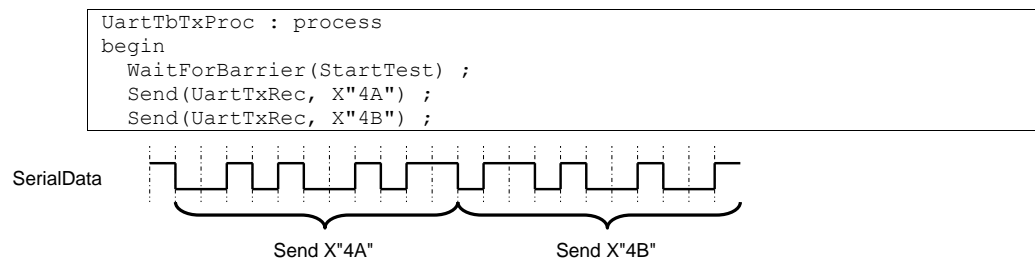 UartTbTxProc : process
begin
WaitForBarrier(StartTest) ;
Send(UartTxRec, X"4A") ;
Send(UartTxRec, X"4B") ;
SerialData
Send X"4A" Send X"4B"